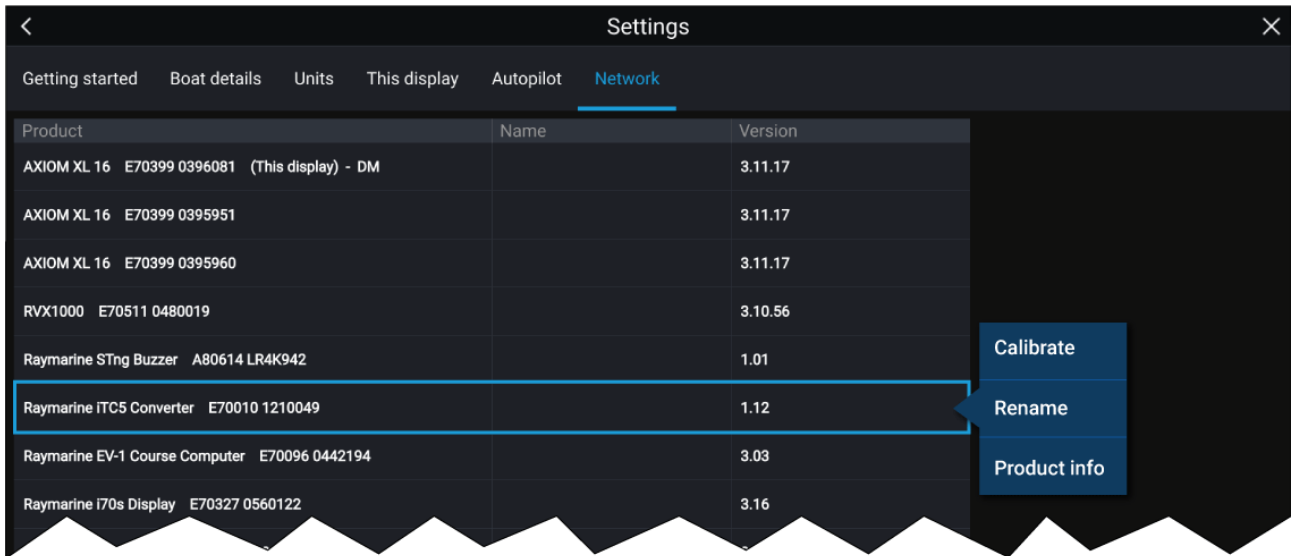 Settings
Getting started Boat details Units This display Autopilot Network
Product Name Version
AXIOM XL 16 E70399 0396081 (This display) - DM 3.11.17
AXIOM XL 16 E70399 0395951 3.11.17
AXIOM XL 16 E70399 0395960 3.11.17
RVX1000 E70511 0480019 3.10.56
Raymarine STng Buzzer A80614 LR4K942 1.01
Calibrate
Raymarine iTC5 Converter E70010 1210049 1.12
Rename
Raymarine EV-1 Course Computer E70096 0442194 3.03
Product info
Raymarine i70s Display E70327 0560122 3.16